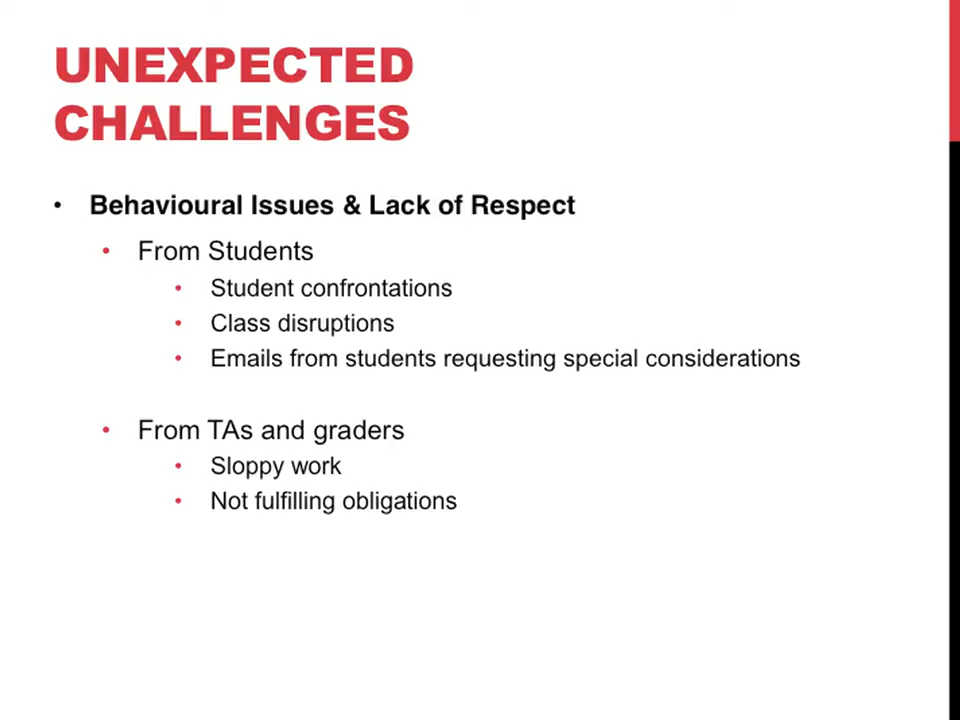 UNEXPECTED
CHALLENGES
• Behavioural Issues & Lack of Respect
• From Students
• Student confrontations
• Class disruptions
• Emails from students requesting special considerations
• From TAs and graders
• Sloppy work
• Not fulfilling obligations